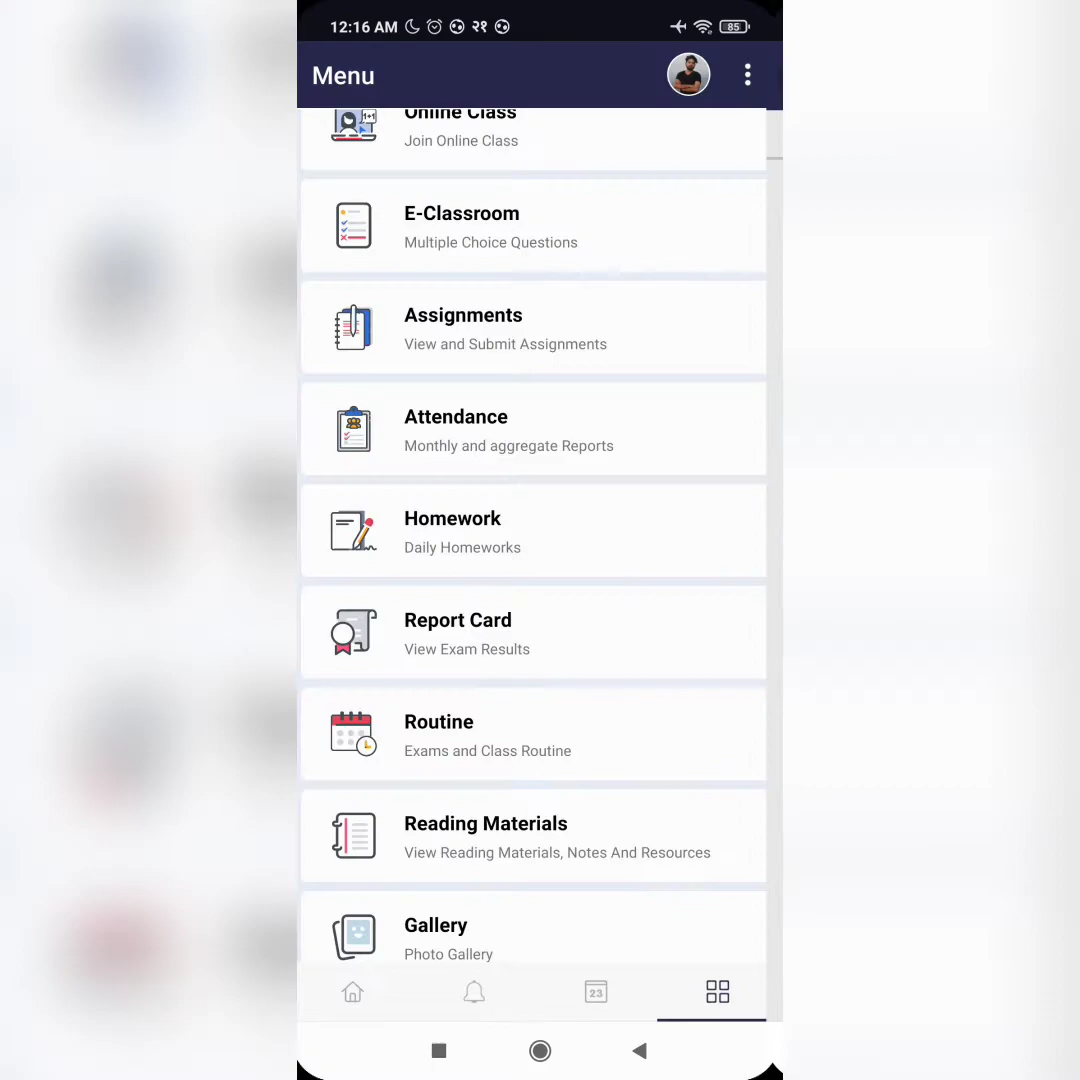 12:16 AM २१ 85
Menu
Online Class
Join Online Class
E-Classroom
Multiple Choice Questions
Assignments
View and Submit Assignments
Attendance
Monthly and aggregate Reports
Homework
Daily Homeworks
Report Card
View Exam Results
Routine
Exams and Class Routine
Reading Materials
View Reading Materials, Notes And Resources
Gallery
Photo Gallery
23